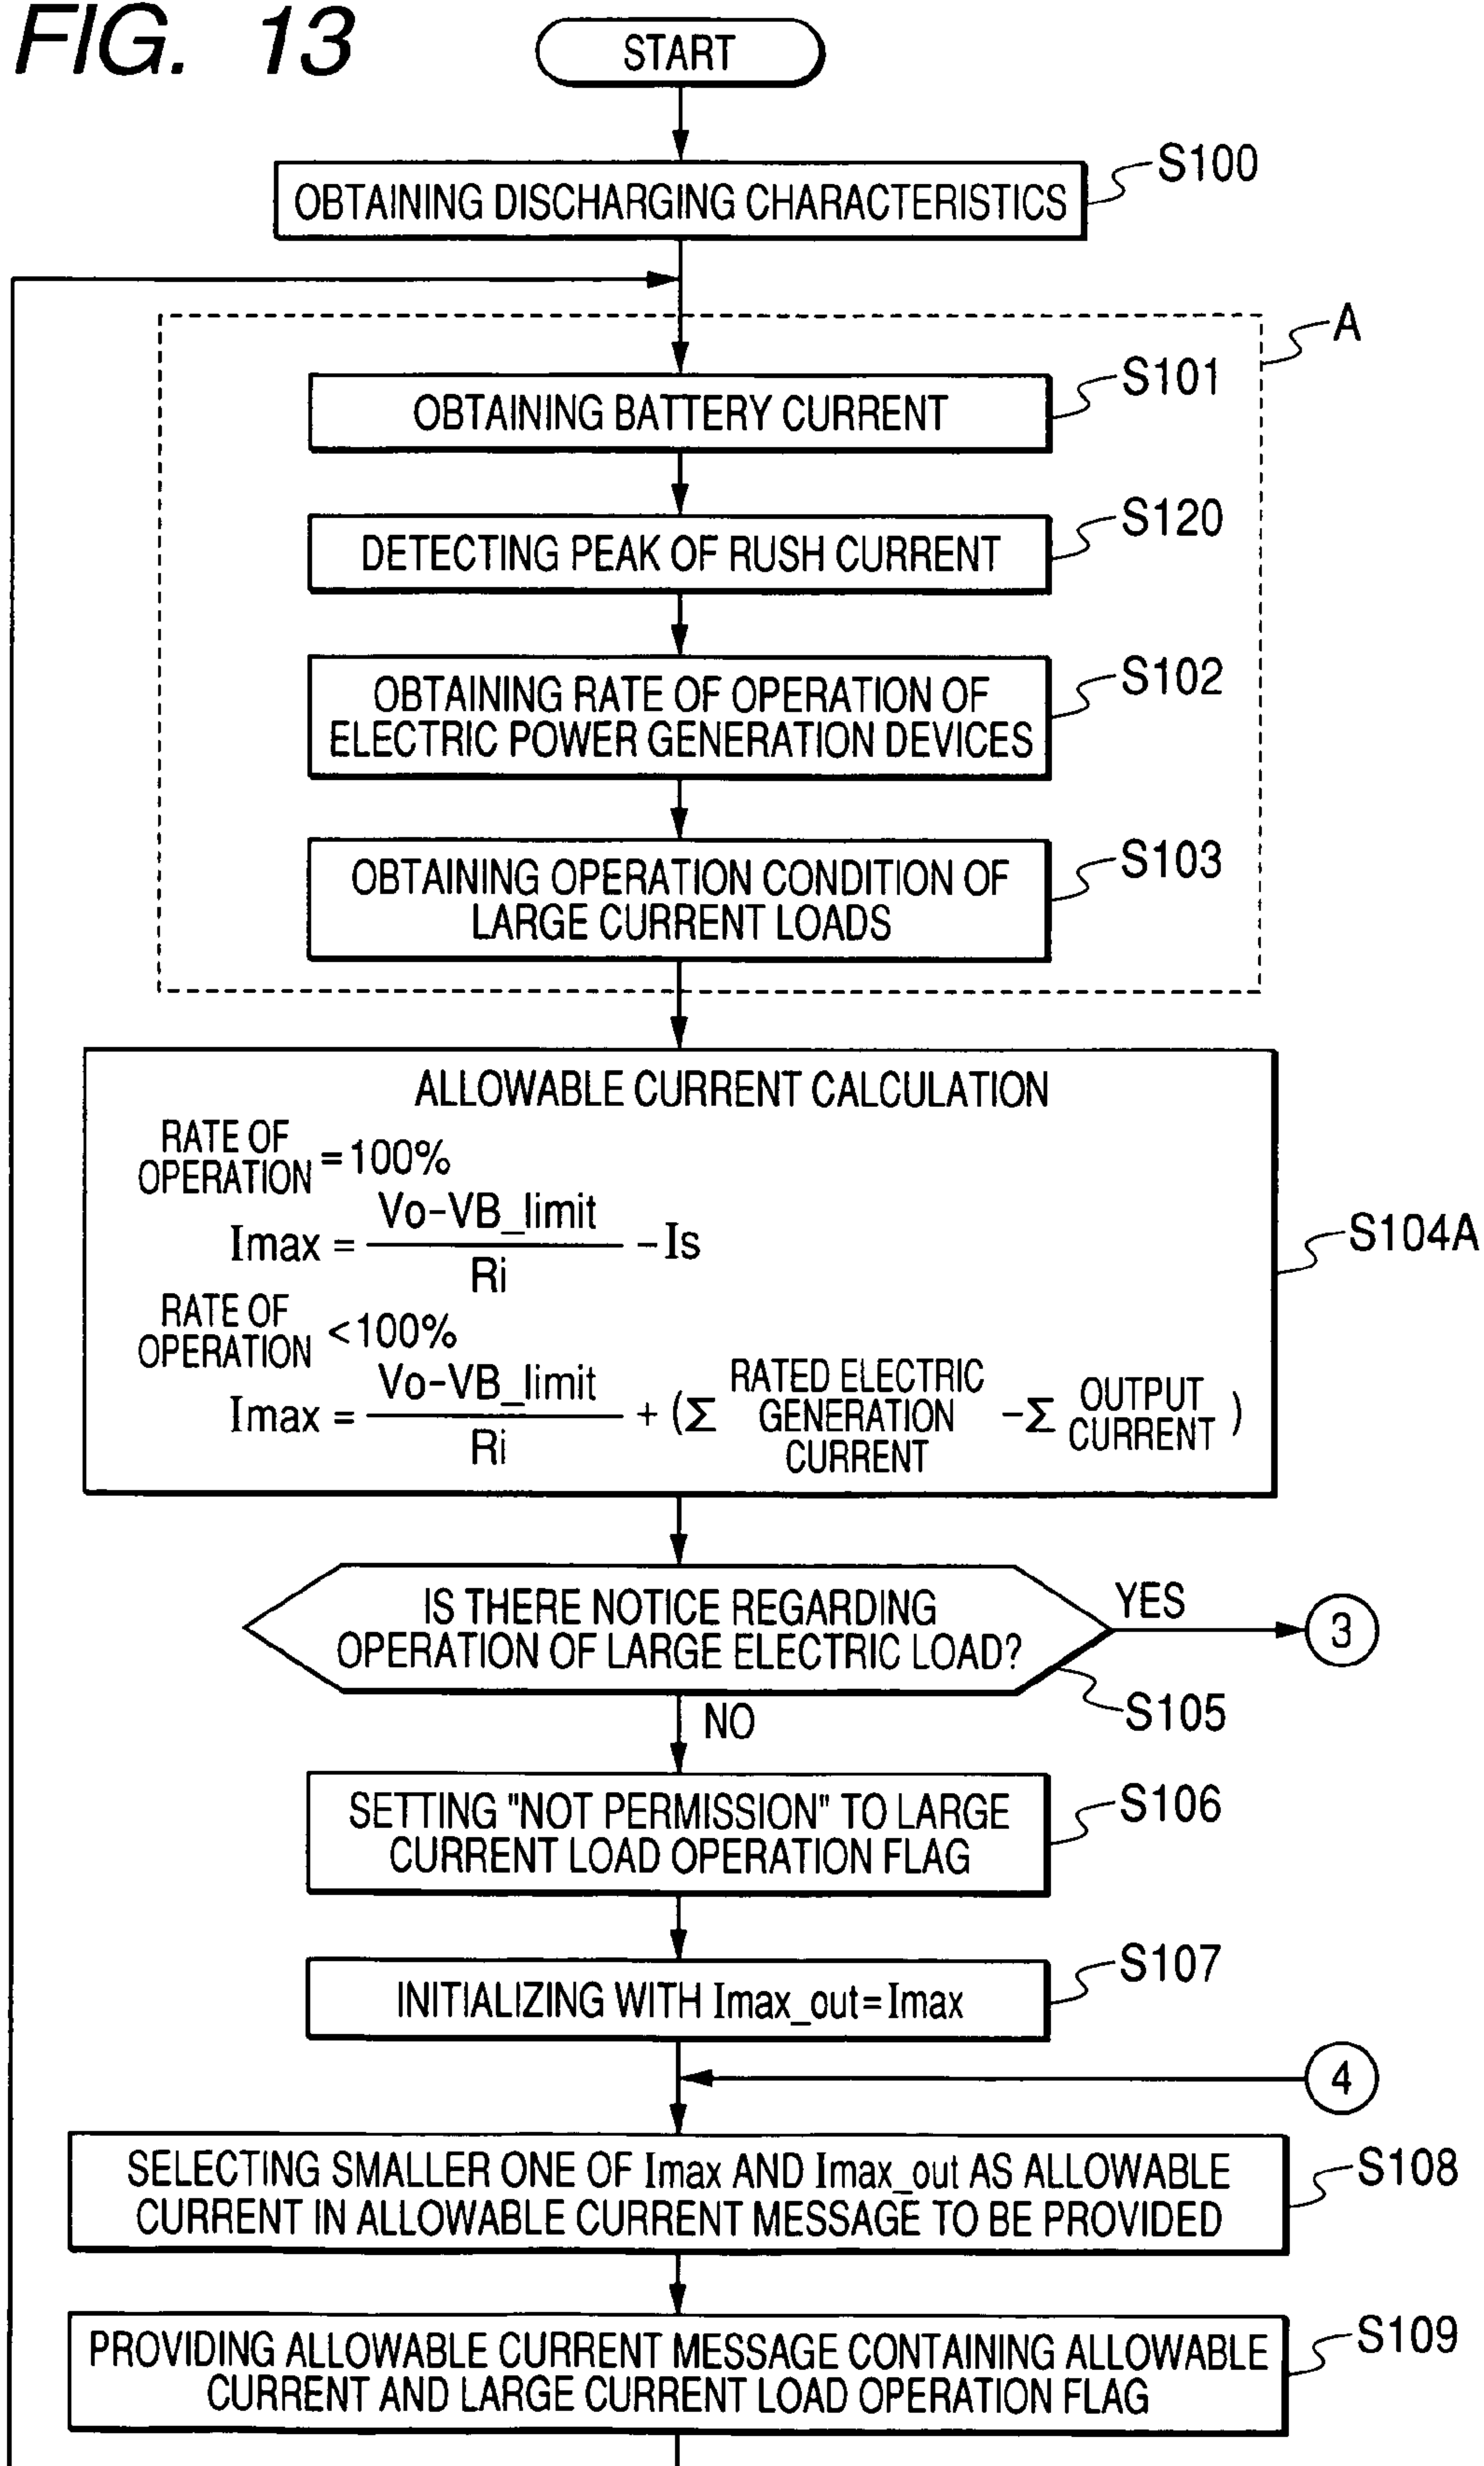 FIG. 13
START
S100
OBTAINING DISCHARGING CHARACTERISTICS
A
S101
OBTAINING BATTERY CURRENT
S120
DETECTING PEAK OF RUSH CURRENT
S102
OBTAINING RATE OF OPERATION OF
ELECTRIC POWER GENERATION DEVICES
S103
OBTAINING OPERATION CONDITION OF
LARGE CURRENT LOADS
ALLOWABLE CURRENT CALCULATION
RATE OF
OPERATION =100%
Imax = Vo-VB_limit / Ri -Is
S104A
RATE OF
OPERATION <100%
Imax = Vo-VB_limit / Ri + (Σ RATED ELECTRIC GENERATION CURRENT -Σ OUTPUT CURRENT )
IS THERE NOTICE REGARDING
OPERATION OF LARGE ELECTRIC LOAD?
YES
3
S105
NO
S106
SETTING "NOT PERMISSION" TO LARGE
CURRENT LOAD OPERATION FLAG
S107
INITIALIZING WITH Imax_out=Imax
4
S108
SELECTING SMALLER ONE OF Imax AND Imax_out AS ALLOWABLE
CURRENT IN ALLOWABLE CURRENT MESSAGE TO BE PROVIDED
S109
PROVIDING ALLOWABLE CURRENT MESSAGE CONTAINING ALLOWABLE
CURRENT AND LARGE CURRENT LOAD OPERATION FLAG